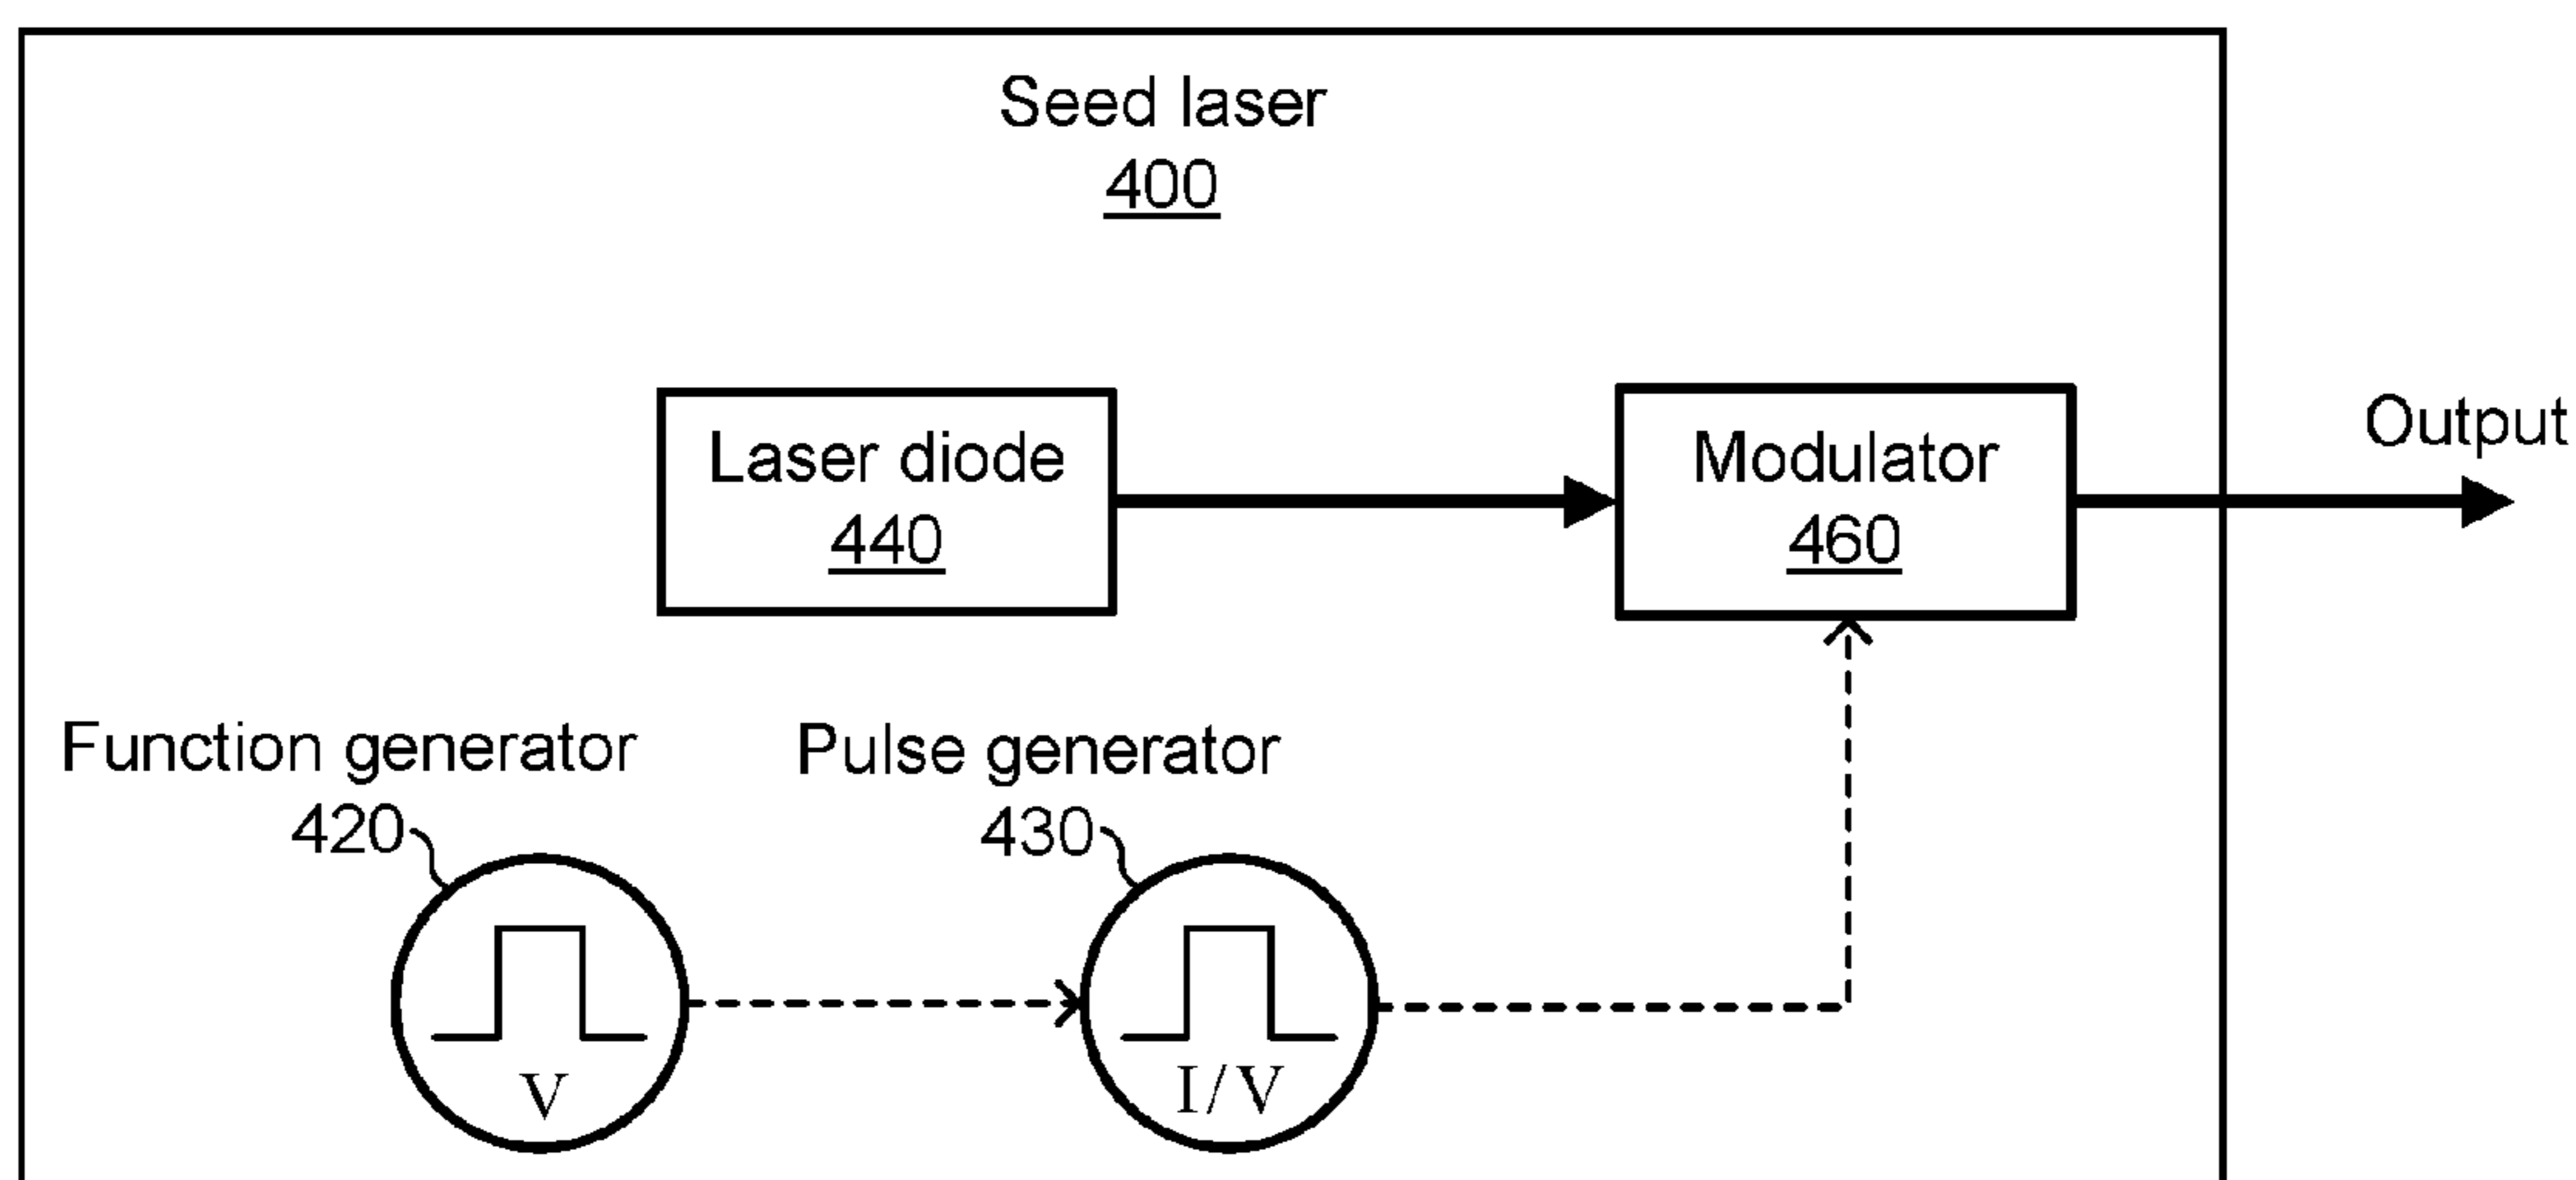 Seed laser
400
Laser diode
440
Modulator
460
Output
Function generator
420
Pulse generator
430
V
I/V